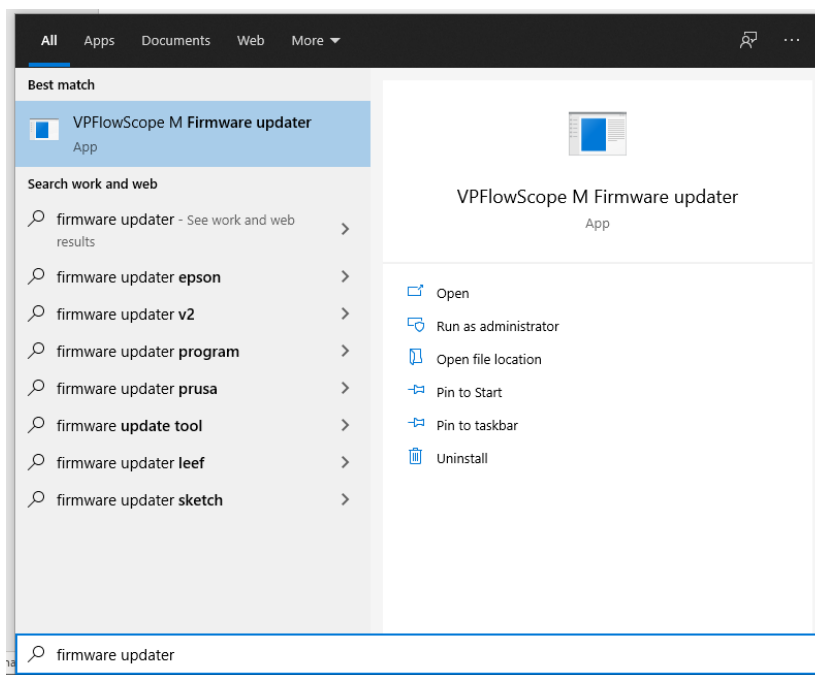 All Apps Documents Web More
Best match
VPFlowScope M Firmware updater
App
Search work and web
firmware updater - See work and web
results
firmware updater epson
firmware updater v2
firmware updater program
firmware updater prusa
firmware update tool
firmware updater leef
firmware updater sketch
VPFlowScope M Firmware updater
App
Open
Run as administrator
Open file location
Pin to Start
Pin to taskbar
Uninstall
firmware updater